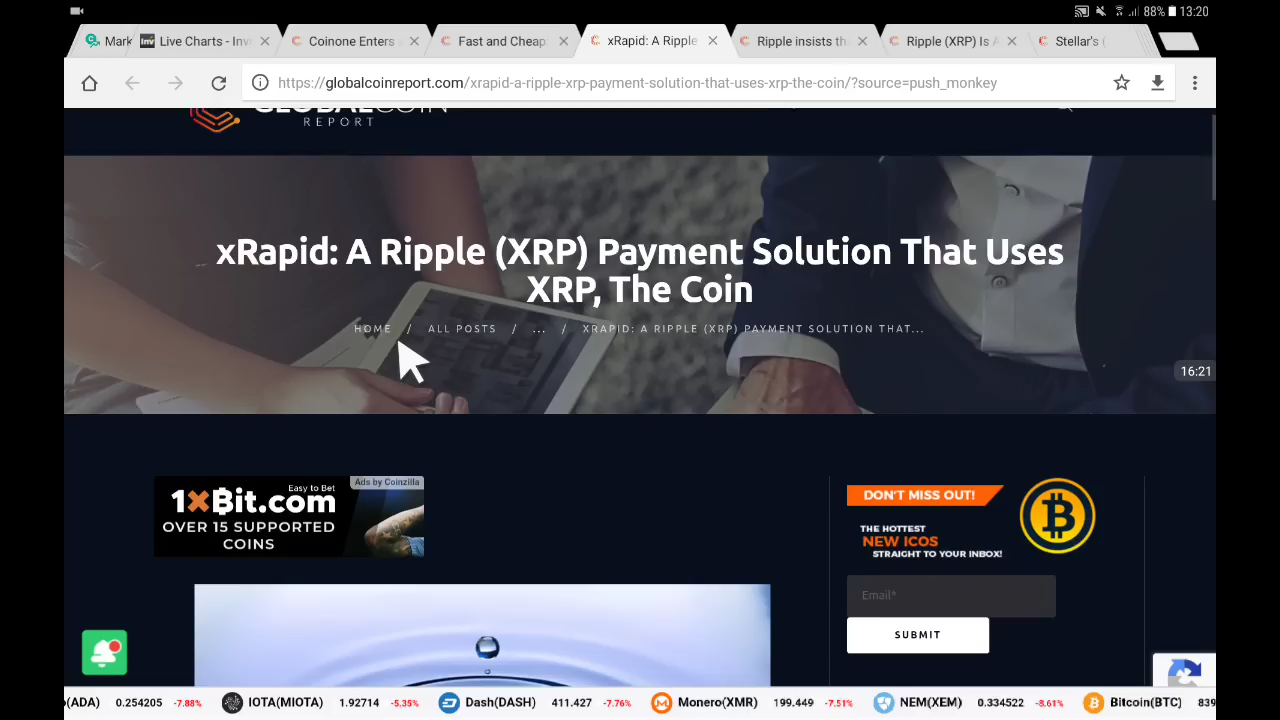 88% 13:20
Mark
Live Charts - Inv
Coinone Enters
Fast and Cheap
xRapid: A Ripple
Ripple insists th
Ripple (XRP) Is A
Stellar's (
https://globalcoinreport.com/xrapid-a-ripple-xrp-payment-solution-that-uses-xrp-the-coin/?source=push_monkey
GLOBALCOIN
REPORT
xRapid: A Ripple (XRP) Payment Solution That Uses
XRP, The Coin
HOME / ALL POSTS / ... / XRAPID: A RIPPLE (XRP) PAYMENT SOLUTION THAT...
16:21
Ads by Coinzilla
Easy to Bet
1XBit.com
OVER 15 SUPPORTED
COINS
DON'T MISS OUT!
THE HOTTEST
NEW ICOS
STRAIGHT TO YOUR INBOX!
Email*
SUBMIT
(ADA) 0.254205 -7.88% IOTA(MIOTA) 1.92714 -5.35% Dash(DASH) 411.427 -7.76% Monero(XMR) 199.449 -7.51% NEM(XEM) 0.334522 -8.61% Bitcoin(BTC) 839